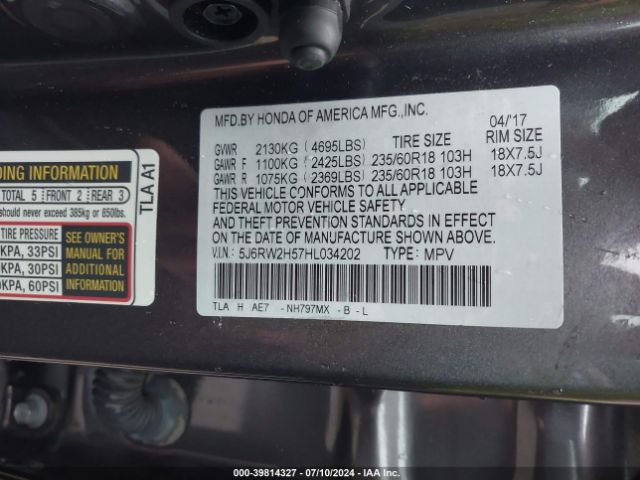 MFD.BY HONDA OF AMERICA MFG.,INC.
04/'17
GVWR 2130KG (4695LBS) TIRE SIZE RIM SIZE
GAWR F 1100KG (2425LBS) 235/60R18 103H 18X7.5J
GAWR R 1075KG (2369LBS) 235/60R18 103H 18X7.5J
THIS VEHICLE CONFORMS TO ALL APPLICABLE
FEDERAL MOTOR VEHICLE SAFETY
AND THEFT PREVENTION STANDARDS IN EFFECT
ON THE DATE OF MANUFACTURE SHOWN ABOVE.
V.I.N: 5J6RW2H57HL034202 TYPE: MPV
TLA H AE7 -NH797MX -B -L
DING INFORMATION
TOTAL 5 FRONT 2 REAR 3
should never exceed 385kg or 850lbs.
TIRE PRESSURE
KPA, 33PSI
KPA, 30PSI
KPA, 60PSI
SEE OWNER'S
MANUAL FOR
ADDITIONAL
INFORMATION
TLA A1
000-39814327 - 07/10/2024 - IAA Inc.